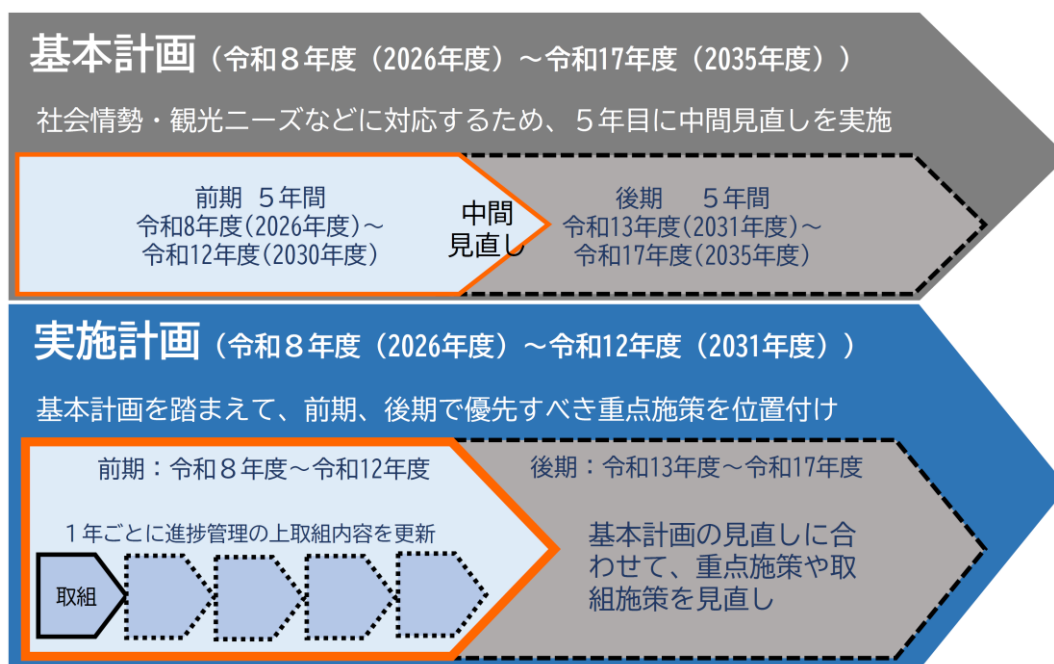 基本計画（令和８年度（2026年度）～令和17年度（2035年度））
社会情勢・観光ニーズなどに対応するため、５年目に中間見直しを実施
前期 ５年間
令和8年度(2026年度)～
令和12年度(2030年度)
中間
見直し
後期 ５年間
令和13年度(2031年度)～
令和17年度(2035年度)
実施計画（令和８年度（2026年度）～令和12年度（2031年度））
基本計画を踏まえて、前期、後期で優先すべき重点施策を位置付け
前期：令和８年度～令和12年度
１年ごとに進捗管理の上取組内容を更新
取組
後期：令和13年度～令和17年度
基本計画の見直しに合
わせて、重点施策や取
組施策を見直し